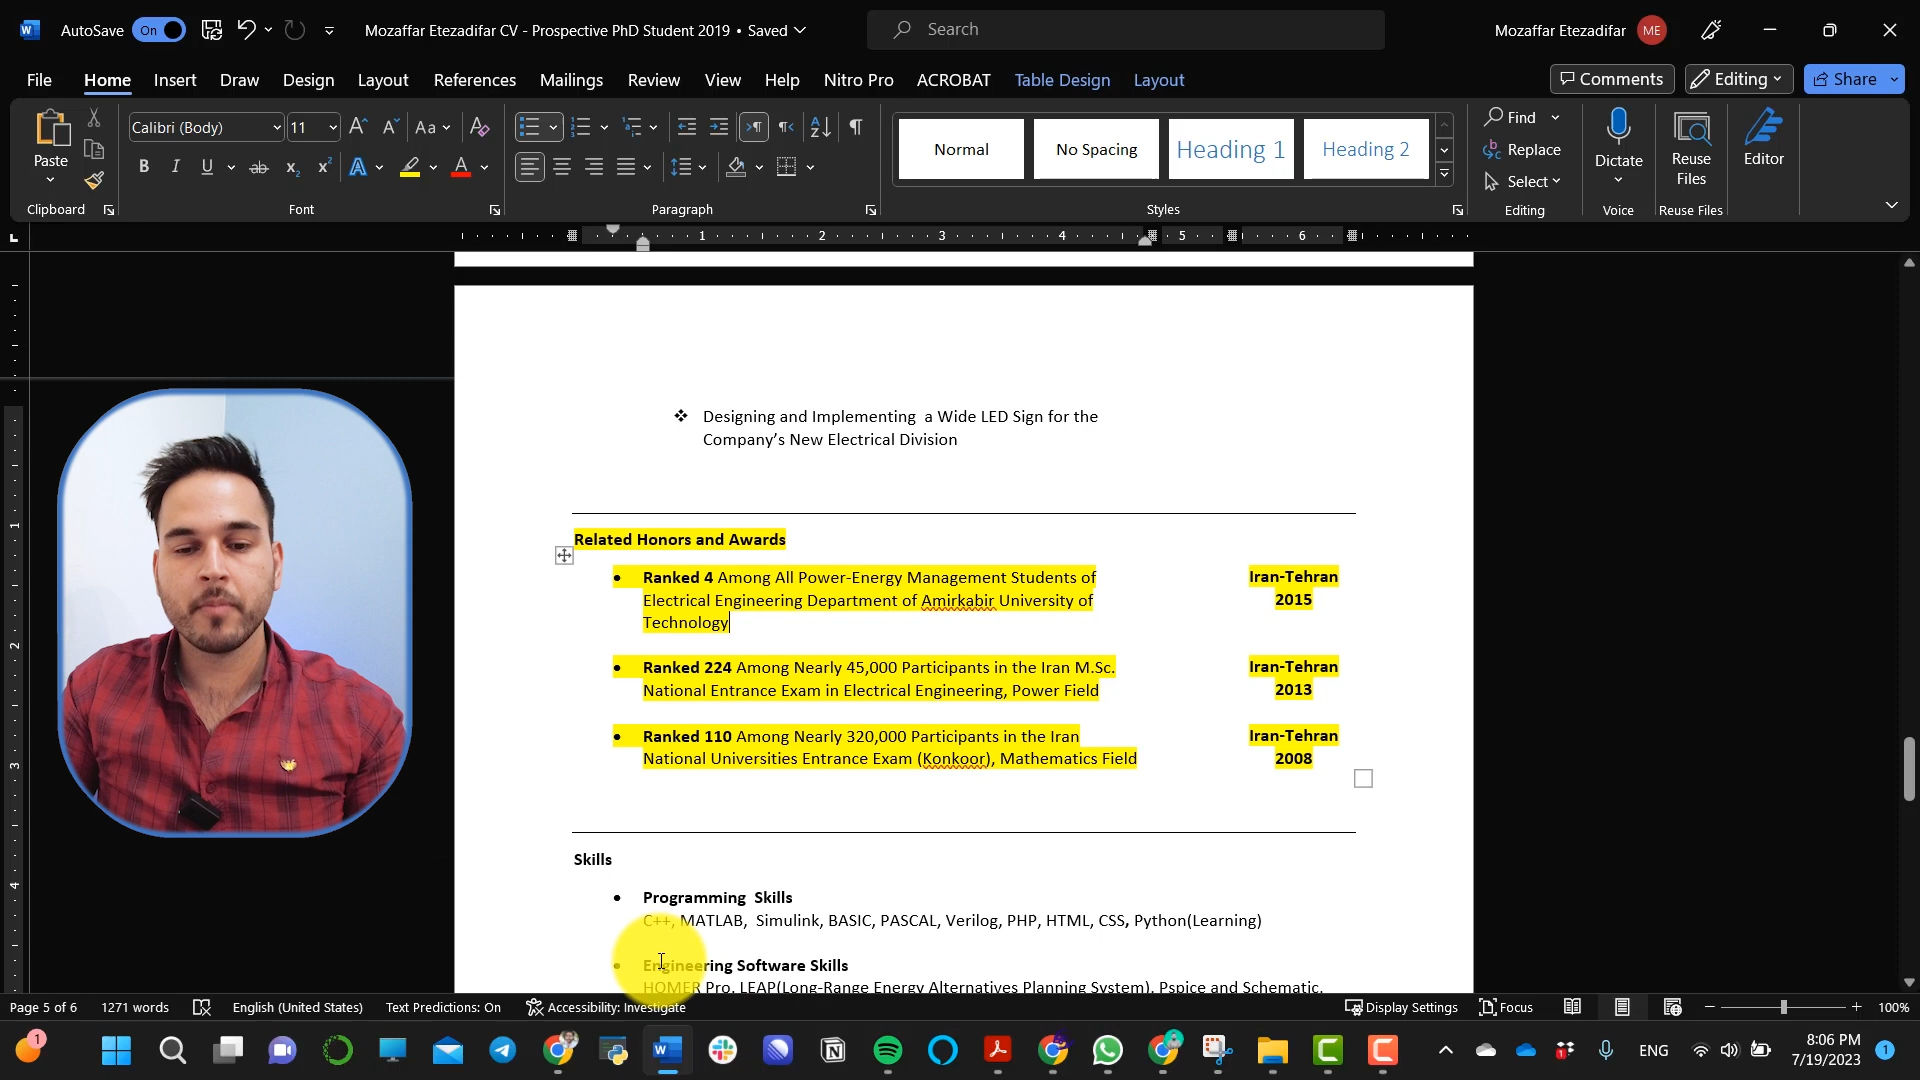 AutoSave On Mozaffar Etezadifar CV - Prospective PhD Student 2019 • Saved Search Mozaffar Etezadifar ME
File Home Insert Draw Design Layout References Mailings Review View Help Nitro Pro ACROBAT Table Design Layout Comments Editing Share
Paste Calibri (Body) 11 Normal No Spacing Heading 1 Heading 2 Find Replace Select Dictate Reuse Files Editor
Clipboard Font Paragraph Styles Editing Voice Reuse Files
1 2 3 4 5 6
❖ Designing and Implementing a Wide LED Sign for the
Company's New Electrical Division
Related Honors and Awards
• Ranked 4 Among All Power-Energy Management Students of Iran-Tehran
Electrical Engineering Department of Amirkabir University of 2015
Technology
• Ranked 224 Among Nearly 45,000 Participants in the Iran M.Sc. Iran-Tehran
National Entrance Exam in Electrical Engineering, Power Field 2013
• Ranked 110 Among Nearly 320,000 Participants in the Iran Iran-Tehran
National Universities Entrance Exam (Konkoor), Mathematics Field 2008
Skills
• Programming Skills
C++, MATLAB, Simulink, BASIC, PASCAL, Verilog, PHP, HTML, CSS, Python(Learning)
• Engineering Software Skills
HOMER Pro, LEAP(Long-Range Energy Alternatives Planning System), Pspice and Schematic,
Page 5 of 6 1271 words English (United States) Text Predictions: On Accessibility: Investigate Display Settings Focus 100%
ENG 8:06 PM
7/19/2023